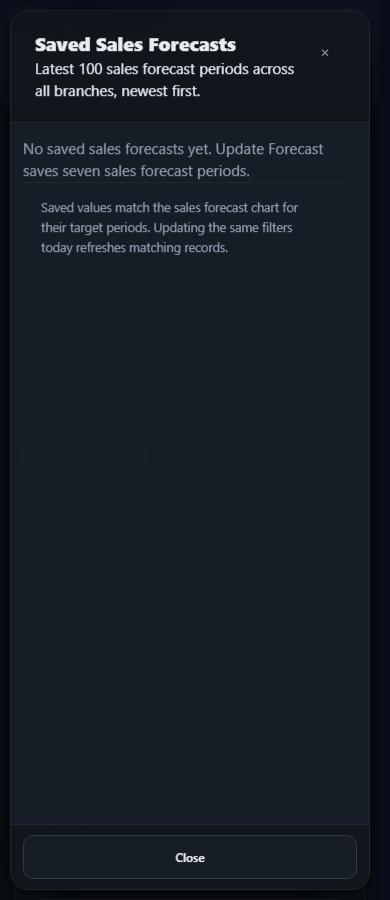 Saved Sales Forecasts
×
Latest 100 sales forecast periods across
all branches, newest first.
No saved sales forecasts yet. Update Forecast
saves seven sales forecast periods.
Saved values match the sales forecast chart for
their target periods. Updating the same filters
today refreshes matching records.
Close